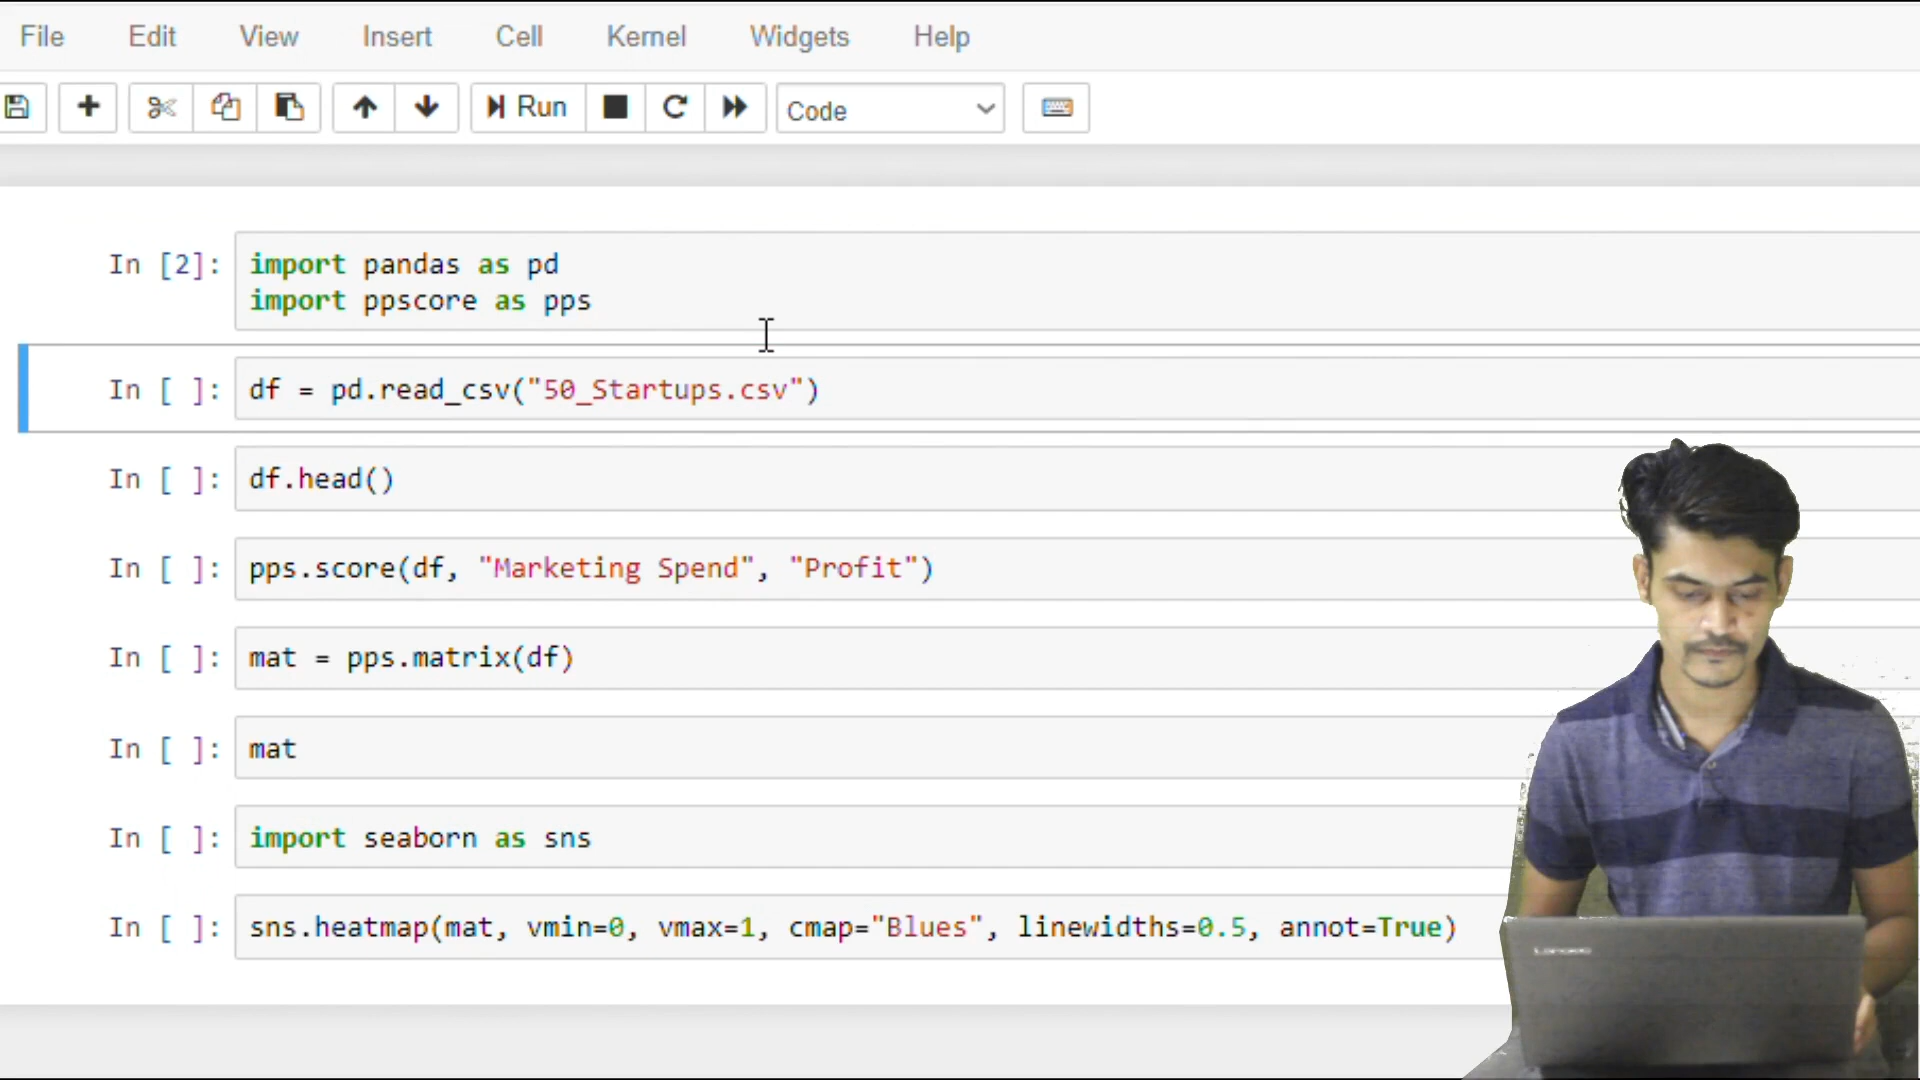 File Edit View Insert Cell Kernel Widgets Help
Run Code
In [2]: import pandas as pd
import ppscore as pps
In [ ]: df = pd.read_csv("50_Startups.csv")
In [ ]: df.head()
In [ ]: pps.score(df, "Marketing Spend", "Profit")
In [ ]: mat = pps.matrix(df)
In [ ]: mat
In [ ]: import seaborn as sns
In [ ]: sns.heatmap(mat, vmin=0, vmax=1, cmap="Blues", linewidths=0.5, annot=True)
Lenovo